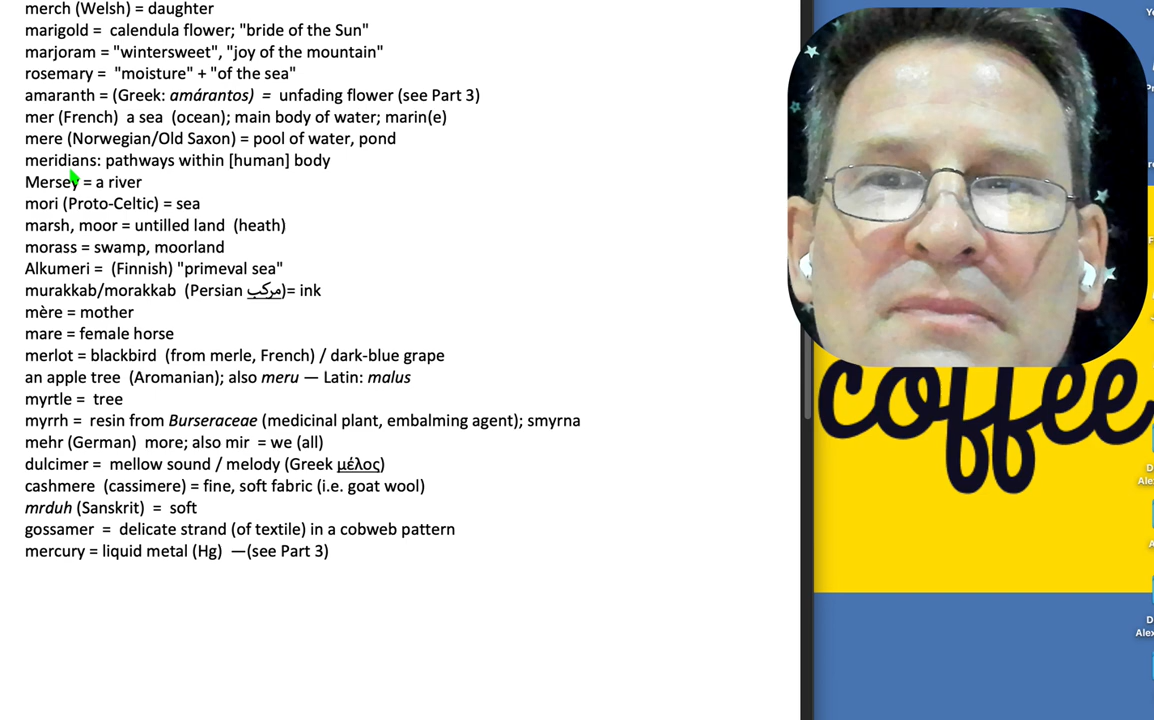 merch (Welsh) = daughter
marigold =  calendula flower; "bride of the Sun"
marjoram = "wintersweet", "joy of the mountain"
rosemary =  "moisture" + "of the sea"
amaranth = (Greek: amárantos)  =  unfading flower (see Part 3)
mer (French)  a sea  (ocean); main body of water; marin(e)
mere (Norwegian/Old Saxon) = pool of water, pond
meridians: pathways within [human] body
Mersey = a river
mori (Proto-Celtic) = sea
marsh, moor = untilled land  (heath)
morass = swamp, moorland
Alkumeri =  (Finnish) "primeval sea"
murakkab/morakkab  (Persian مرکب)= ink
mère = mother
mare = female horse
merlot = blackbird  (from merle, French) / dark-blue grape
an apple tree  (Aromanian); also meru — Latin: malus
myrtle =  tree
myrrh =  resin from Burseraceae (medicinal plant, embalming agent); smyrna
mehr (German)  more; also mir  = we (all)
dulcimer =  mellow sound / melody (Greek μέλος)
cashmere  (cassimere) = fine, soft fabric (i.e. goat wool)
mrduh (Sanskrit)  =  soft
gossamer  =  delicate strand (of textile) in a cobweb pattern
mercury = liquid metal (Hg)  —(see Part 3)
coffee